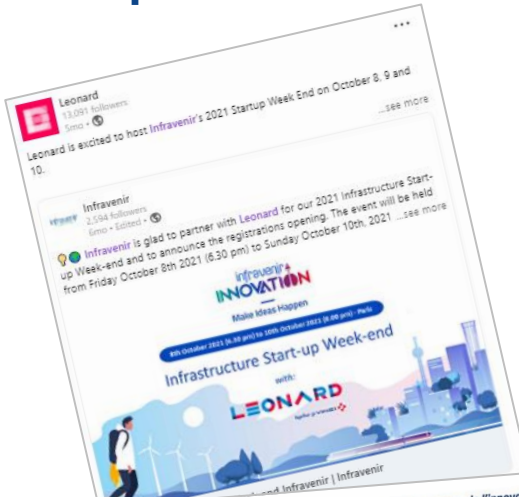 Leonard
13,091 followers
5mo •
Leonard is excited to host Infravenir's 2021 Startup Week End on October 8, 9 and
10.
...see more
Infravenir
2,594 followers
6mo • Edited •
Infravenir is glad to partner with Leonard for our 2021 Infrastructure Start-
up Week-end and to announce the registrations opening. The event will be held
from Friday October 8th 2021 (6.30 pm) to Sunday October 10th, 2021 ...see more
infravenir
INNOVATION
Make Ideas Happen
8th October 2021 (6.30 pm) to 10th October 2021 (6.00 pm) - Paris
Infrastructure Start-up Week-end
with:
LEONARD
Infravenir | Infravenir